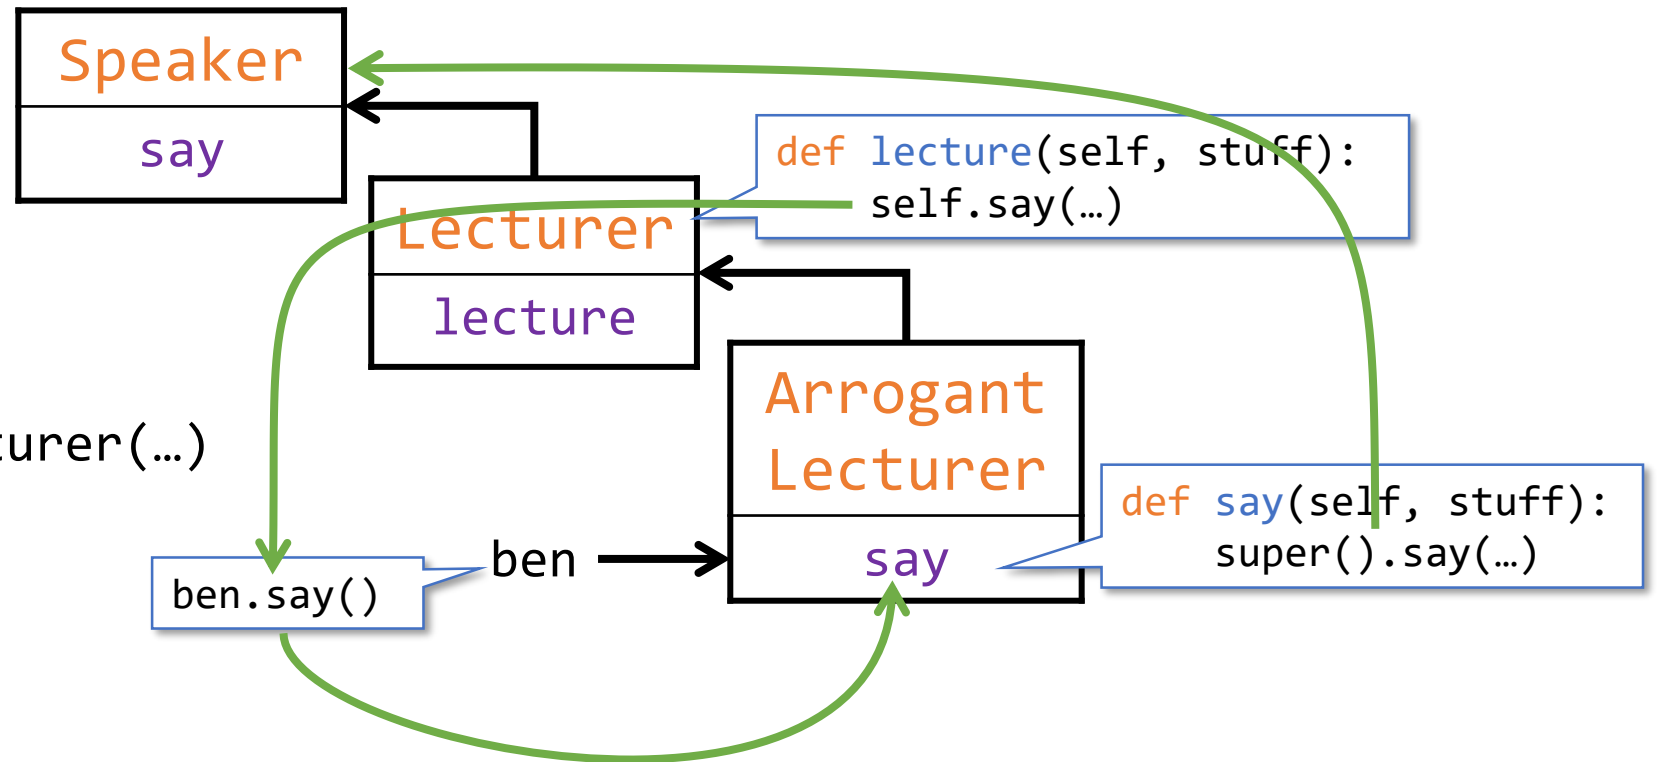 Speaker
say
def lecture(self, stuff):
self.say(…)
Lecturer
lecture
Arrogant
Lecturer
say
turer(…)
def say(self, stuff):
super().say(…)
ben
ben.say()